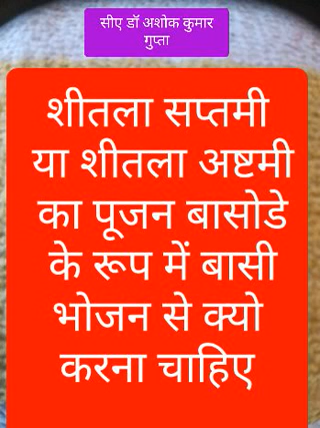 सीए डॉ अशोक कुमार
गुप्ता
शीतला सप्तमी
या शीतला अष्टमी
का पूजन बासोडे
के रूप में बासी
भोजन से क्यो
करना चाहिए